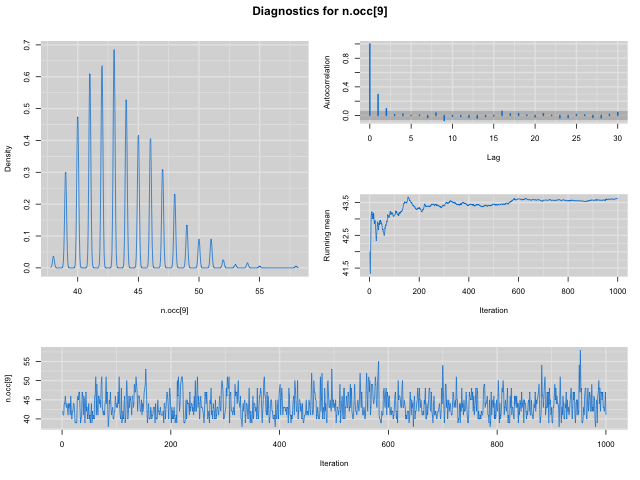 Diagnostics for n.occ[9]
Density
0.0 0.1 0.2 0.3 0.4 0.5 0.6 0.7
40 45 50 55
n.occ[9]
Autocorrelation
0.0 0.4 0.8
0 5 10 15 20 25 30
Lag
Running mean
41.5 42.5 43.5
0 200 400 600 800 1000
Iteration
n.occ[9]
40 45 50 55
0 200 400 600 800 1000
Iteration